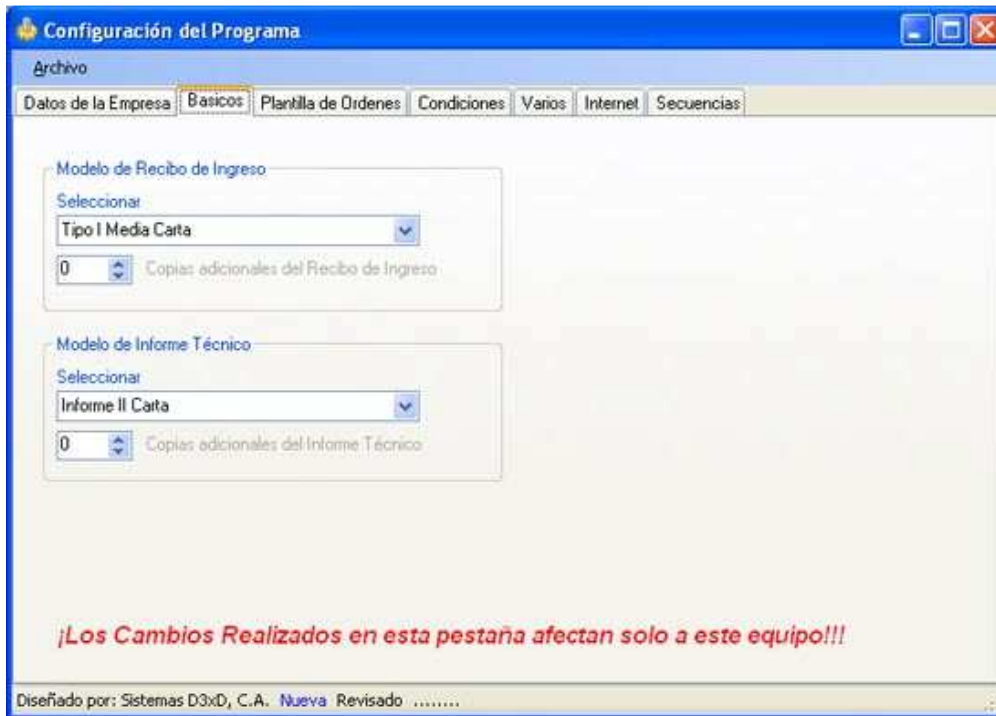 Configuración del Programa
Archivo
Datos de la Empresa Basicos Plantilla de Ordenes Condiciones Varios Internet Secuencias
Modelo de Recibo de Ingreso
Seleccionar
Tipo I Media Carta
0 Copias adicionales del Recibo de Ingreso
Modelo de Informe Técnico
Seleccionar
Informe II Carta
0 Copias adicionales del Informe Técnico
¡Los Cambios Realizados en esta pestaña afectan solo a este equipo!!!
Diseñado por: Sistemas D3xD, C.A. Nueva Revisado ........